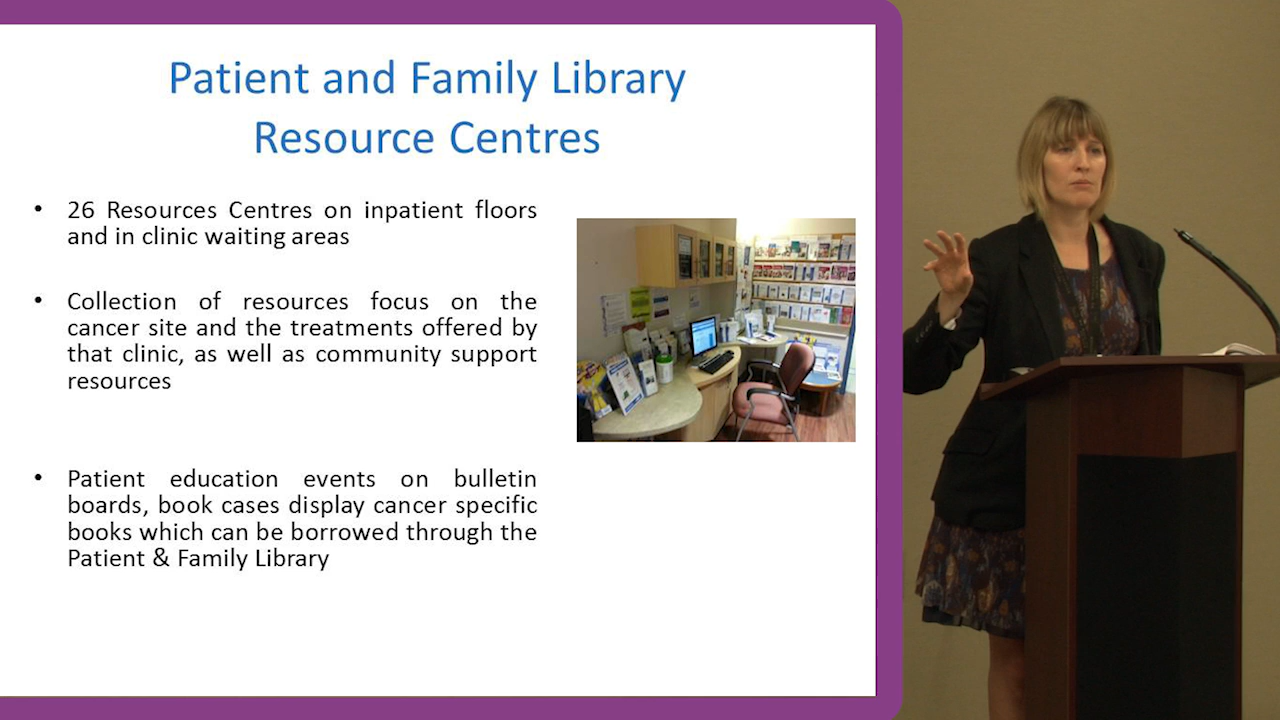 Patient and Family Library
Resource Centres
• 26 Resources Centres on inpatient floors
and in clinic waiting areas
• Collection of resources focus on the
cancer site and the treatments offered by
that clinic, as well as community support
resources
• Patient education events on bulletin
boards, book cases display cancer specific
books which can be borrowed through the
Patient & Family Library